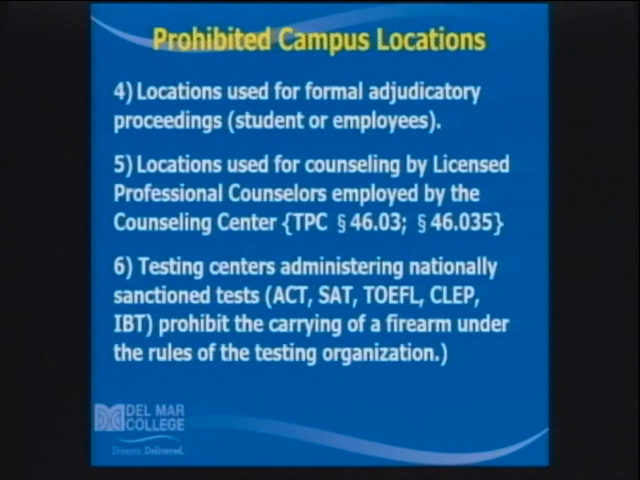 Prohibited Campus Locations
4) Locations used for formal adjudicatory
proceedings (student or employees).
5) Locations used for counseling by Licensed
Professional Counselors employed by the
Counseling Center {TPC § 46.03; § 46.035}
6) Testing centers administering nationally
sanctioned tests (ACT, SAT, TOEFL, CLEP,
IBT) prohibit the carrying of a firearm under
the rules of the testing organization.)
DEL MAR
COLLEGE
Dreams. Delivered.